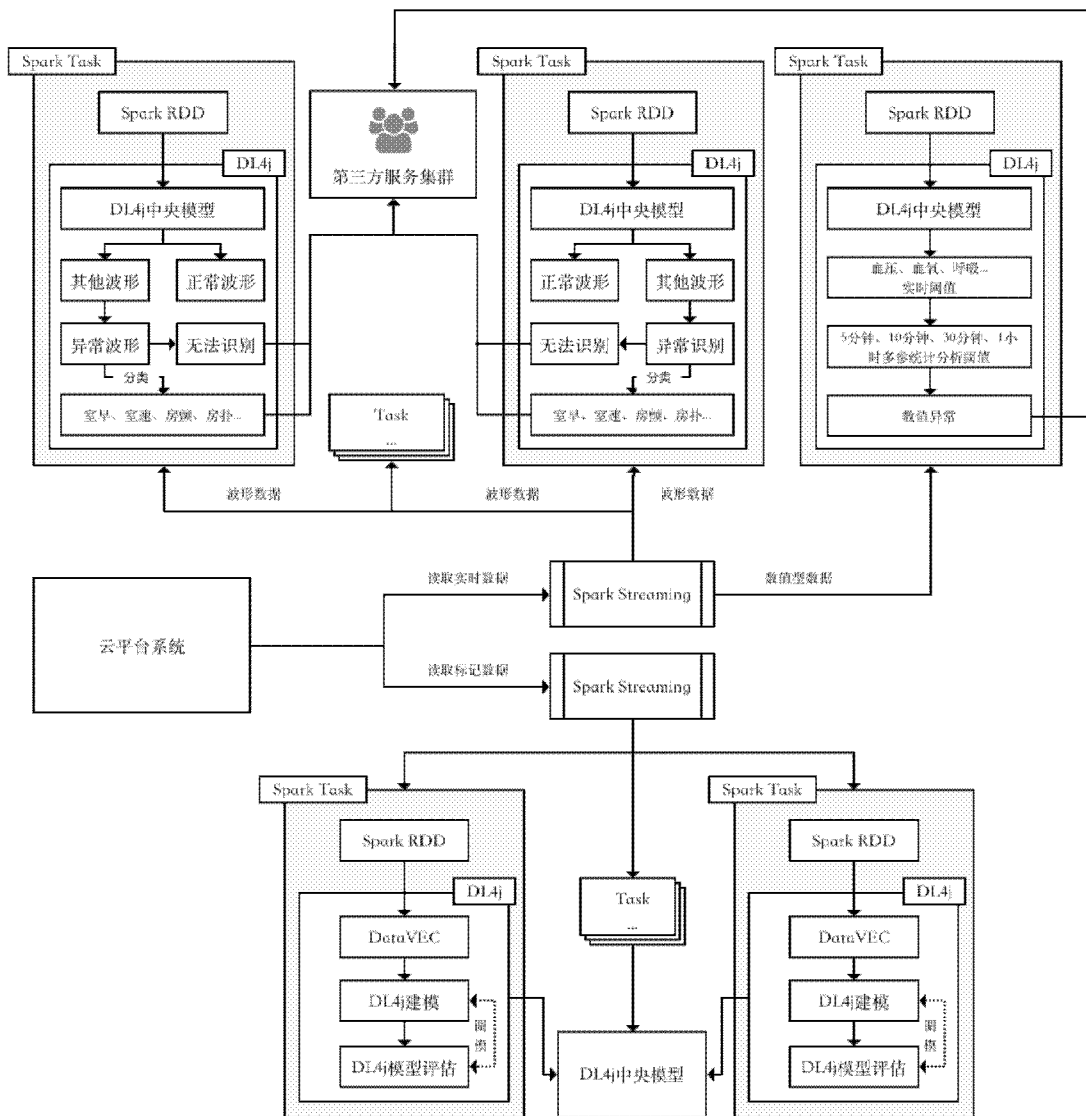 Spark Task
Spark RDD
DL4j
DL4j中央模型
其他波形
正常波形
异常波形
无法识别
分类
室早、室速、房颤、房扑...
第三方服务集群
Task
...
Spark Task
Spark RDD
DL4j
DL4j中央模型
正常波形
其他波形
无法识别
异常识别
分类
室早、室速、房颤、房扑...
Spark Task
Spark RDD
DL4j
DL4j中央模型
血压、血氧、呼吸...
实时阈值
5分钟、10分钟、30分钟、1小
时多参统计分析阈值
数值异常
波形数据
波形数据
波形数据
云平台系统
读取实时数据
Spark Streaming
数值型数据
读取标记数据
Spark Streaming
Spark Task
Spark RDD
DL4j
DataVEC
DL4j建模
DL4j模型评估
调
模
Task
...
DL4j中央模型
Spark Task
Spark RDD
DL4j
DataVEC
DL4j建模
DL4j模型评估
调
模